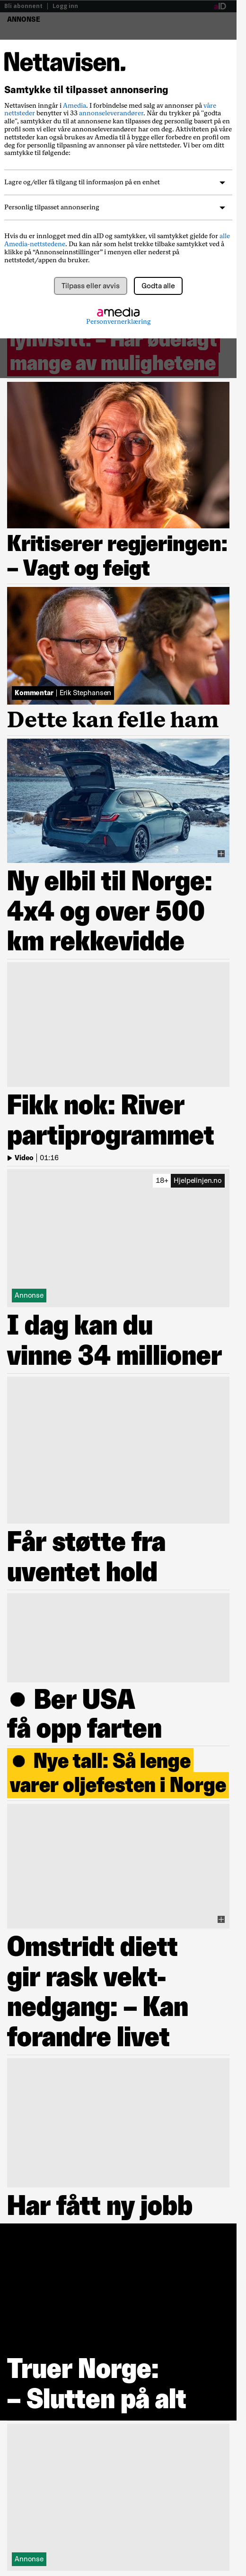 Bli abonnent | Logg inn
aID
ANNONSE
Nettavisen.
Samtykke til tilpasset annonsering
Nettavisen inngår i Amedia. I forbindelse med salg av annonser på våre
nettsteder benytter vi 33 annonseleverandører. Når du trykker på "godta
alle", samtykker du til at annonsene kan tilpasses deg personlig basert på din
profil som vi eller våre annonseleverandører har om deg. Aktiviteten på våre
nettsteder kan også brukes av Amedia til å bygge eller forbedre en profil om
deg for personlig tilpasning av annonser på våre nettsteder. Vi ber om ditt
samtykke til følgende:
Lagre og/eller få tilgang til informasjon på en enhet
Personlig tilpasset annonsering
Hvis du er innlogget med din aID og samtykker, vil samtykket gjelde for alle
Amedia-nettstedene. Du kan når som helst trekke tilbake samtykket ved å
klikke på “Annonseinnstillinger” i menyen eller nederst på
nettstedet/appen du bruker.
Tilpass eller avvis
Godta alle
amedia
Personvernerklæring
lynvisitt: – Har ødelagt
mange av mulighetene
Kritiserer regjeringen:
– Vagt og feigt
Kommentar | Erik Stephansen
Dette kan felle ham
Ny elbil til Norge:
4x4 og over 500
km rekkevidde
Fikk nok: River
partiprogrammet
Video | 01:16
18+ Hjelpelinjen.no
Annonse
I dag kan du
vinne 34 millioner
Får støtte fra
uventet hold
Ber USA
få opp farten
Nye tall: Så lenge
varer oljefesten i Norge
Omstridt diett
gir rask vekt-
nedgang: – Kan
forandre livet
Har fått ny jobb
Truer Norge:
– Slutten på alt
Annonse